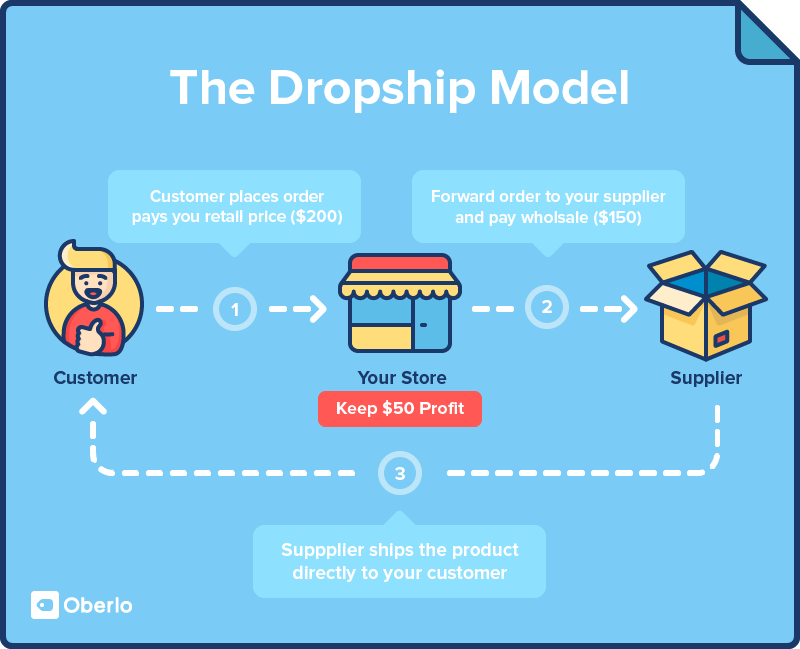 The Dropship Model
Customer places order
pays you retail price ($200)
Forward order to your supplier
and pay wholsale ($150)
1
2
Customer
Your Store
Supplier
Keep $50 Profit
3
Suppplier ships the product
directly to your customer
Oberlo